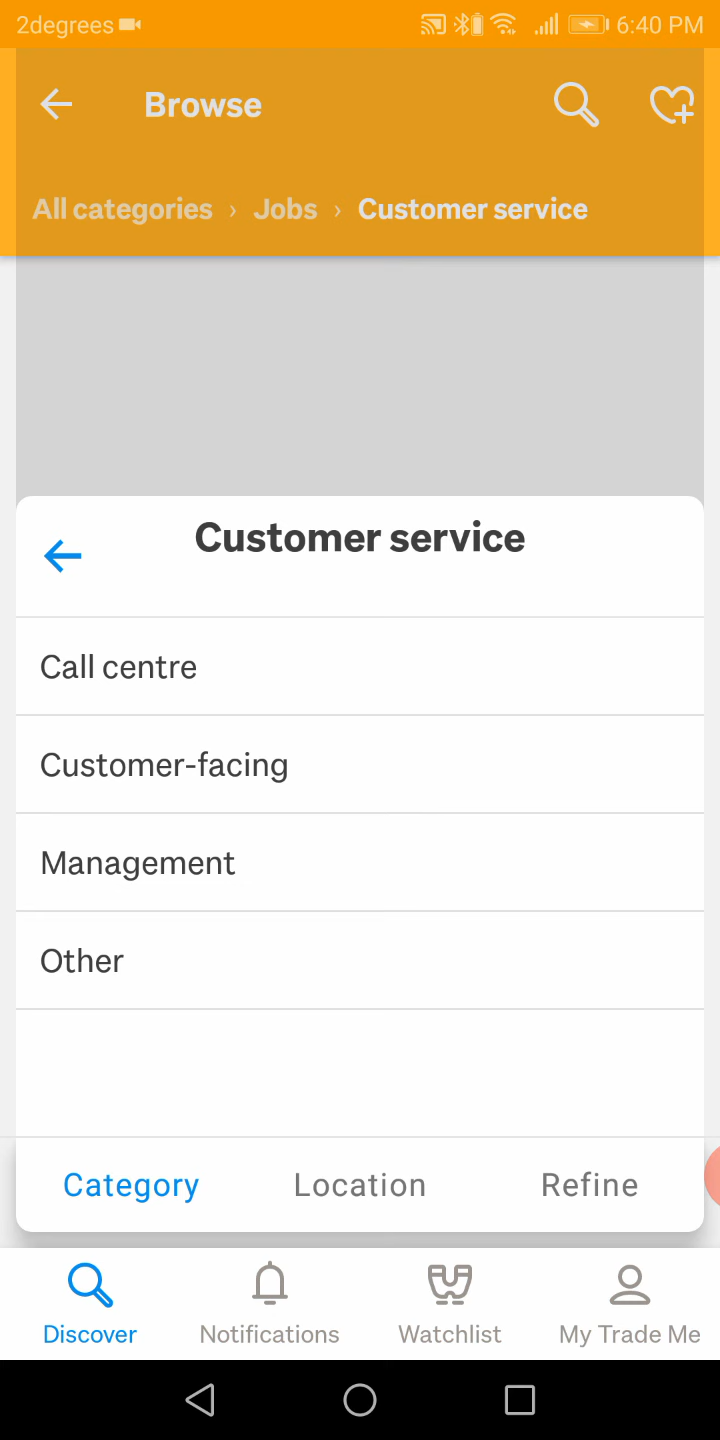 2degrees 6:40 PM
Browse
All categories › Jobs › Customer service
Customer service
Call centre
Customer-facing
Management
Other
Category Location Refine
Discover Notifications Watchlist My Trade Me